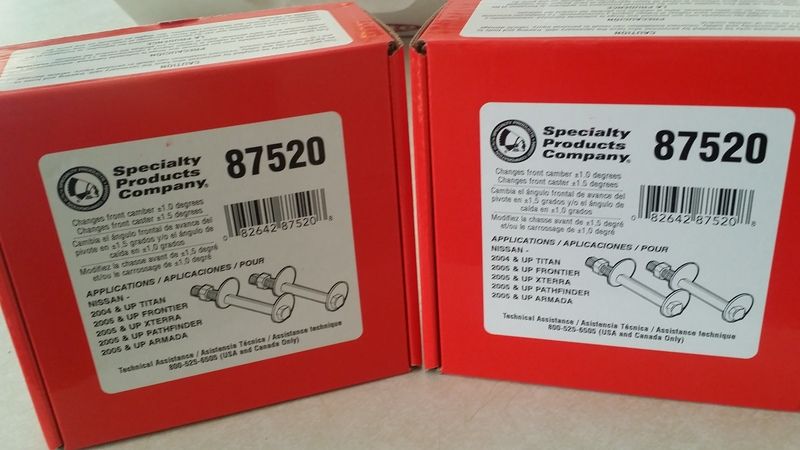 CAUTION
Specialty
Products
Company®
87520
Changes front camber ±1.0 degrees
Changes front caster ±1.5 degrees
Cambia el ángulo frontal de avance del
pivote en ±1,5 grados y/o el ángulo de
caída en ±1,0 grados
Modifiez la chasse avant de ±1,5 degré
et/ou le carrossage de ±1,0 degré
0 82642 87520 8
APPLICATIONS / APLICACIONES / POUR
NISSAN -
2004 & UP TITAN
2005 & UP FRONTIER
2005 & UP XTERRA
2005 & UP PATHFINDER
2005 & UP ARMADA
Technical Assistance / Asistencia Técnica / Assistance technique
800-525-6505 (USA and Canada Only)
LA PRUDENCE
CAUTION
Specialty
Products
Company®
87520
Changes front camber ±1.0 degrees
Changes front caster ±1.5 degrees
Cambia el ángulo frontal de avance del
pivote en ±1,5 grados y/o el ángulo de
caída en ±1,0 grados
Modifiez la chasse avant de ±1,5 degré
et/ou le carrossage de ±1,0 degré
0 82642 87520 8
APPLICATIONS / APLICACIONES / POUR
NISSAN -
2004 & UP TITAN
2005 & UP FRONTIER
2005 & UP XTERRA
2005 & UP PATHFINDER
2005 & UP ARMADA
Technical Assistance / Asistencia Técnica / Assistance technique
800-525-6505 (USA and Canada Only)